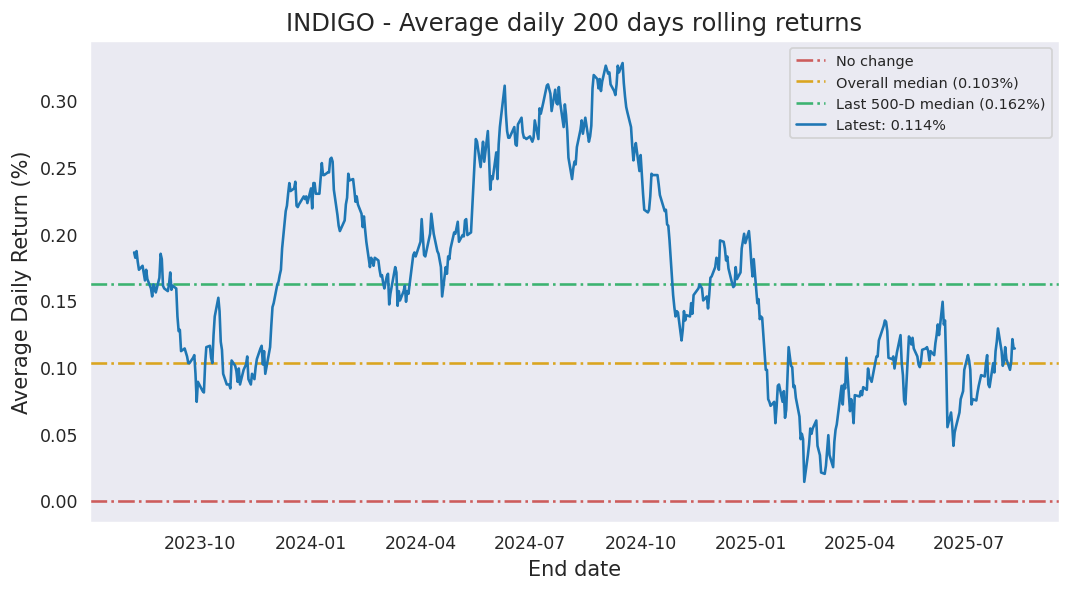 INDIGO - Average daily 200 days rolling returns
No change
Overall median (0.103%)
Last 500-D median (0.162%)
Latest: 0.114%
Average Daily Return (%)
0.30
0.25
0.20
0.15
0.10
0.05
0.00
2023-10 2024-01 2024-04 2024-07 2024-10 2025-01 2025-04 2025-07
End date